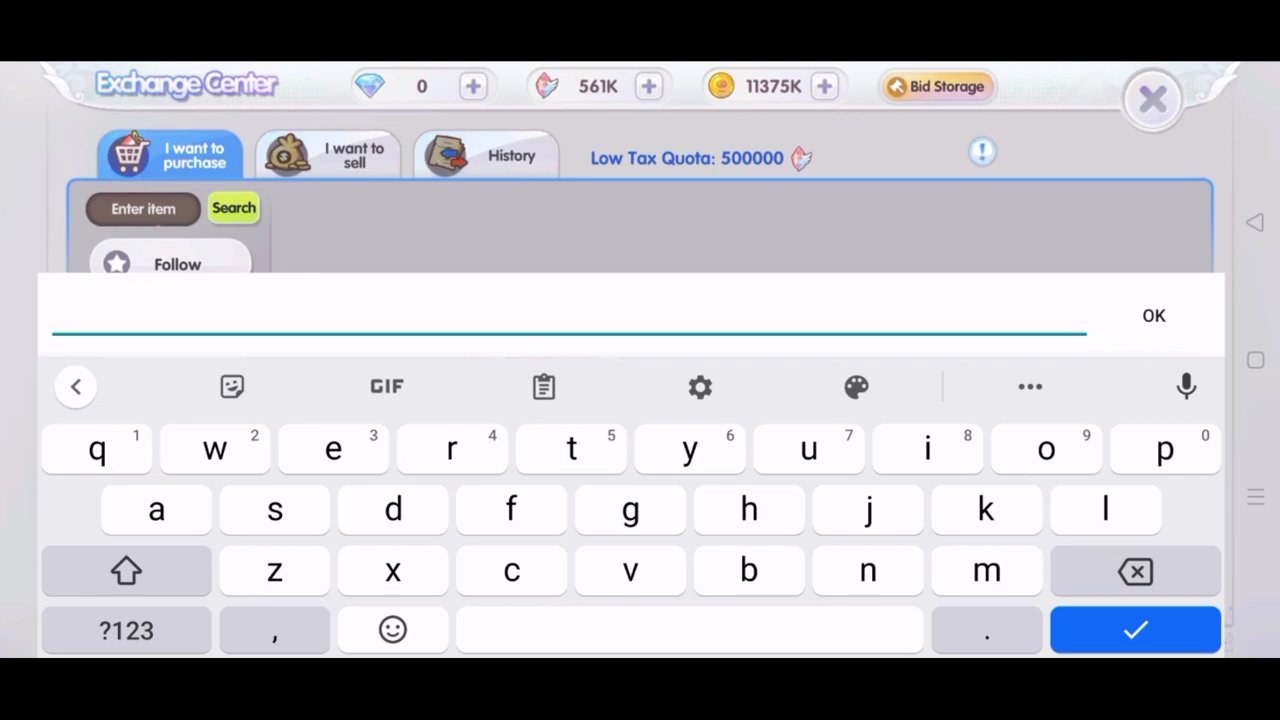 Exchange Center
0
561K
11375K
Bid Storage
I want to
purchase
I want to
sell
History
Low Tax Quota: 500000
Enter item
Search
Follow
OK
GIF
q 1 w 2 e 3 r 4 t 5 y 6 u 7 i 8 o 9 p 0
a s d f g h j k l
z x c v b n m
?123 , .